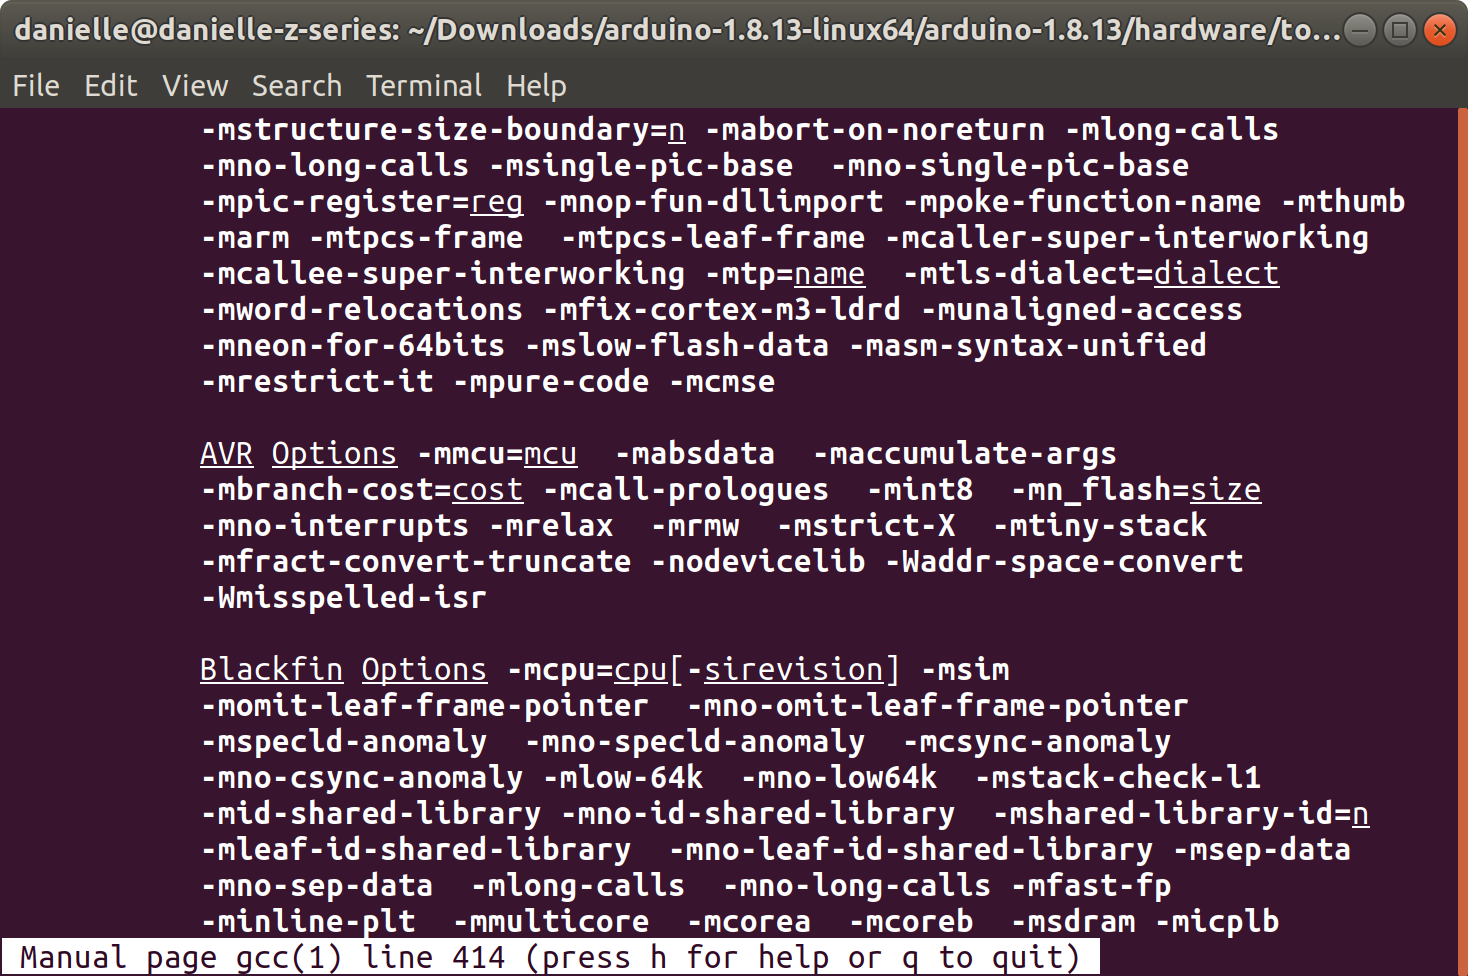 danielle@danielle-z-series: ~/Downloads/arduino-1.8.13-linux64/arduino-1.8.13/hardware/to...
File Edit View Search Terminal Help
-mstructure-size-boundary=n -mabort-on-noreturn -mlong-calls
-mno-long-calls -msingle-pic-base  -mno-single-pic-base
-mpic-register=reg -mnop-fun-dllimport -mpoke-function-name -mthumb
-marm -mtpcs-frame  -mtpcs-leaf-frame -mcaller-super-interworking
-mcallee-super-interworking -mtp=name  -mtls-dialect=dialect
-mword-relocations -mfix-cortex-m3-ldrd -munaligned-access
-mneon-for-64bits -mslow-flash-data -masm-syntax-unified
-mrestrict-it -mpure-code -mcmse
AVR Options -mmcu=mcu  -mabsdata  -maccumulate-args
-mbranch-cost=cost -mcall-prologues  -mint8  -mn_flash=size
-mno-interrupts -mrelax  -mrmw  -mstrict-X  -mtiny-stack
-mfract-convert-truncate -nodevicelib -Waddr-space-convert
-Wmisspelled-isr
Blackfin Options -mcpu=cpu[-sirevision] -msim
-momit-leaf-frame-pointer  -mno-omit-leaf-frame-pointer
-mspecld-anomaly  -mno-specld-anomaly  -mcsync-anomaly
-mno-csync-anomaly -mlow-64k  -mno-low64k  -mstack-check-l1
-mid-shared-library -mno-id-shared-library  -mshared-library-id=n
-mleaf-id-shared-library  -mno-leaf-id-shared-library -msep-data
-mno-sep-data  -mlong-calls  -mno-long-calls -mfast-fp
-minline-plt  -mmulticore  -mcorea  -mcoreb  -msdram -micplb
Manual page gcc(1) line 414 (press h for help or q to quit)